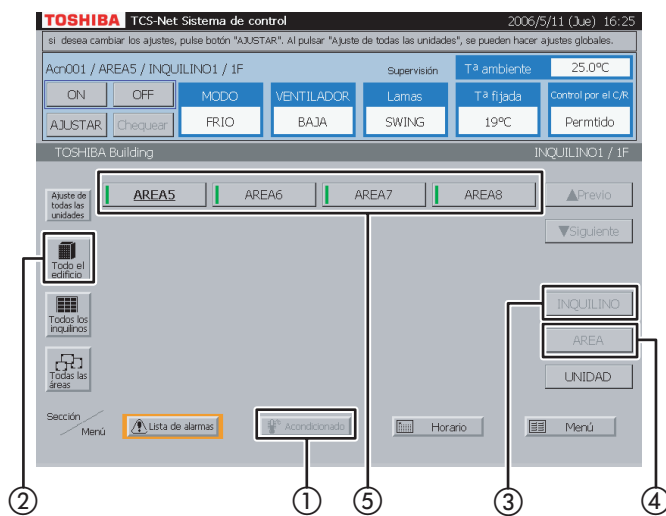 TOSHIBA TCS-Net Sistema de control 2006/5/11 (Jue) 16:25
si desea cambiar los ajustes, pulse botón "AJUSTAR". Al pulsar "Ajuste de todas las unidades", se pueden hacer ajustes globales.
Acn001 / AREA5 / INQUILINO1 / 1F Supervisión Tª ambiente 25.0ºC
ON OFF MODO VENTILADOR Lamas Tª fijada Control por el C/R
AJUSTAR Chequear FRIO BAJA SWING 19ºC Permtido
TOSHIBA Building INQUILINO1 / 1F
Ajuste de
todas las
unidades
AREA5 AREA6 AREA7 AREA8 ▲Previo
▼Siguiente
Todo el
edificio
Todos los
inquilinos
INQUILINO
AREA
Todas las
áreas
UNIDAD
Sección
Menú
Lista de alarmas Acondicionado Horario Menú
② ① ⑤ ③ ④